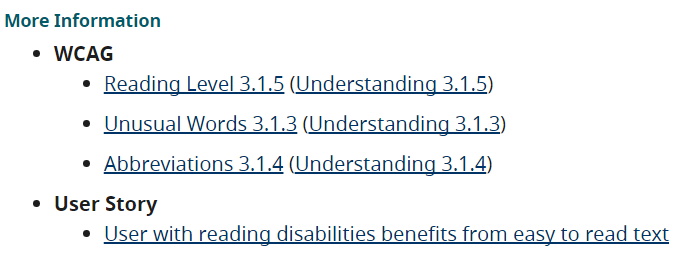 More Information
WCAG
Reading Level 3.1.5 (Understanding 3.1.5)
Unusual Words 3.1.3 (Understanding 3.1.3)
Abbreviations 3.1.4 (Understanding 3.1.4)
User Story
User with reading disabilities benefits from easy to read text